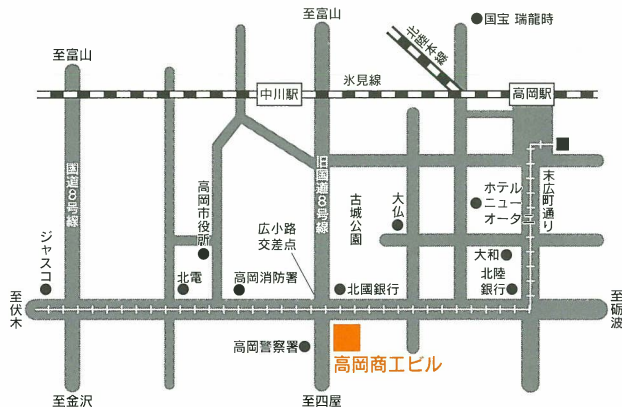 至富山
国宝 瑞龍時
至富山
北陸本線
氷見線
中川駅
高岡駅
国道8号線
旧国道8号線
高岡市役所
古城公園
大仏
ホテル
ニュー
オータ
末広町通り
ジャスコ
広小路
交差点
大和
北電
高岡消防署
北國銀行
北陸
銀行
至伏木
至砺波
高岡警察署
高岡商工ビル
至金沢
至四屋